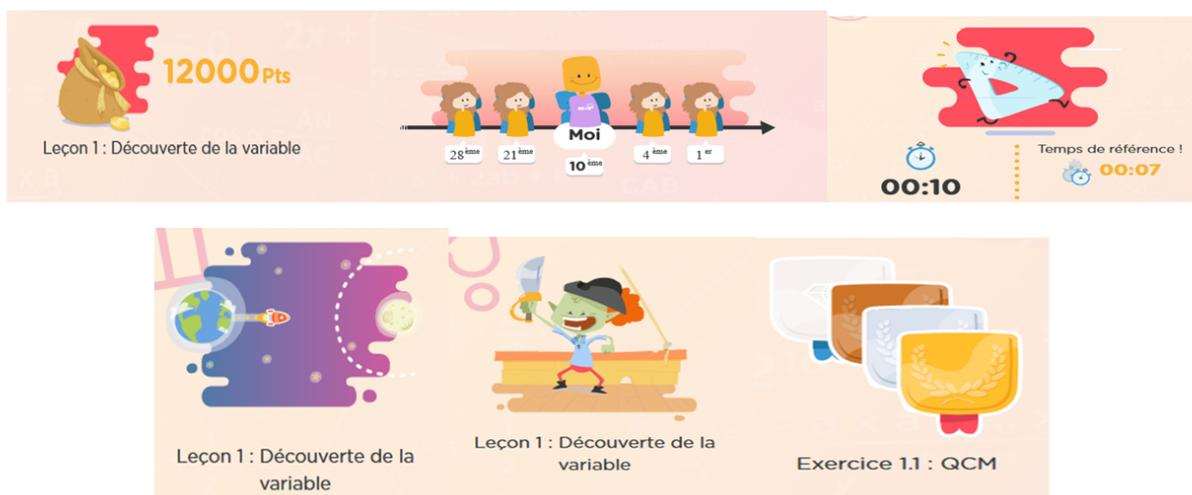 12000 Pts
Leçon 1 : Découverte de la variable
Moi
28ème 21ème 10ème 4ème 1er
Temps de référence !
00:10 00:07
Leçon 1 : Découverte de la
variable
Leçon 1 : Découverte de la
variable
Exercice 1.1 : QCM